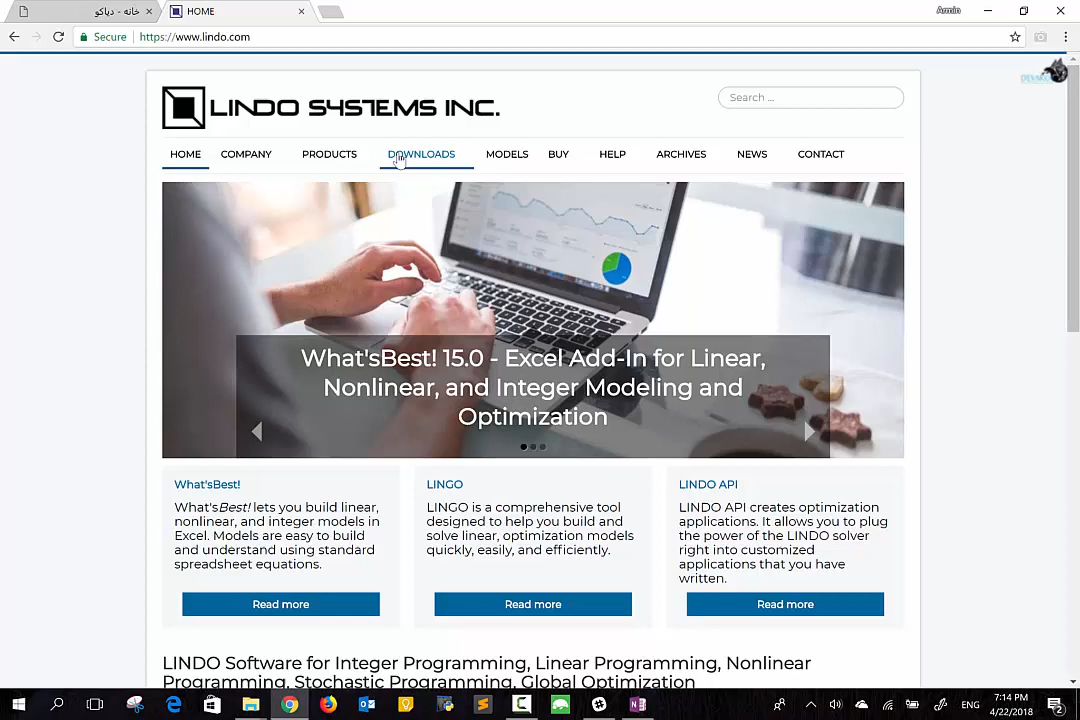 خانه - دیاکو
HOME
Armin
Secure
https://www.lindo.com
LINDO SYSTEMS INC.
Search ...
HOME COMPANY PRODUCTS DOWNLOADS MODELS BUY HELP ARCHIVES NEWS CONTACT
What'sBest! 15.0 - Excel Add-In for Linear,
Nonlinear, and Integer Modeling and
Optimization
What'sBest!
What'sBest! lets you build linear,
nonlinear, and integer models in
Excel. Models are easy to build
and understand using standard
spreadsheet equations.
Read more
LINGO
LINGO is a comprehensive tool
designed to help you build and
solve linear, optimization models
quickly, easily, and efficiently.
Read more
LINDO API
LINDO API creates optimization
applications. It allows you to plug
the power of the LINDO solver
right into customized
applications that you have
written.
Read more
LINDO Software for Integer Programming, Linear Programming, Nonlinear
Programming, Stochastic Programming, Global Optimization
ENG
7:14 PM
4/22/2018
2